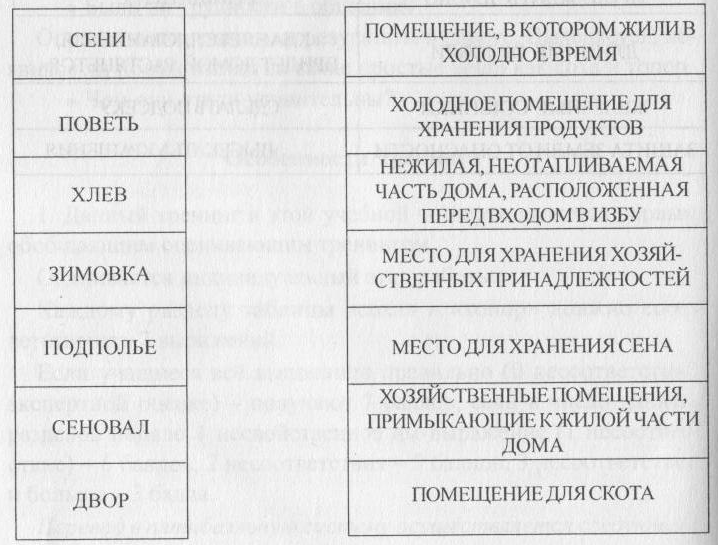 СЕНИ
ПОМЕЩЕНИЕ, В КОТОРОМ ЖИЛИ В
ХОЛОДНОЕ ВРЕМЯ
ПОВЕТЬ
ХОЛОДНОЕ ПОМЕЩЕНИЕ ДЛЯ
ХРАНЕНИЯ ПРОДУКТОВ
ХЛЕВ
НЕЖИЛАЯ, НЕОТАПЛИВАЕМАЯ
ЧАСТЬ ДОМА, РАСПОЛОЖЕННАЯ
ПЕРЕД ВХОДОМ В ИЗБУ
ЗИМОВКА
МЕСТО ДЛЯ ХРАНЕНИЯ ХОЗЯЙ-
СТВЕННЫХ ПРИНАДЛЕЖНОСТЕЙ
ПОДПОЛЬЕ
МЕСТО ДЛЯ ХРАНЕНИЯ СЕНА
СЕНОВАЛ
ХОЗЯЙСТВЕННЫЕ ПОМЕЩЕНИЯ,
ПРИМЫКАЮЩИЕ К ЖИЛОЙ ЧАСТИ
ДОМА
ДВОР
ПОМЕЩЕНИЕ ДЛЯ СКОТА